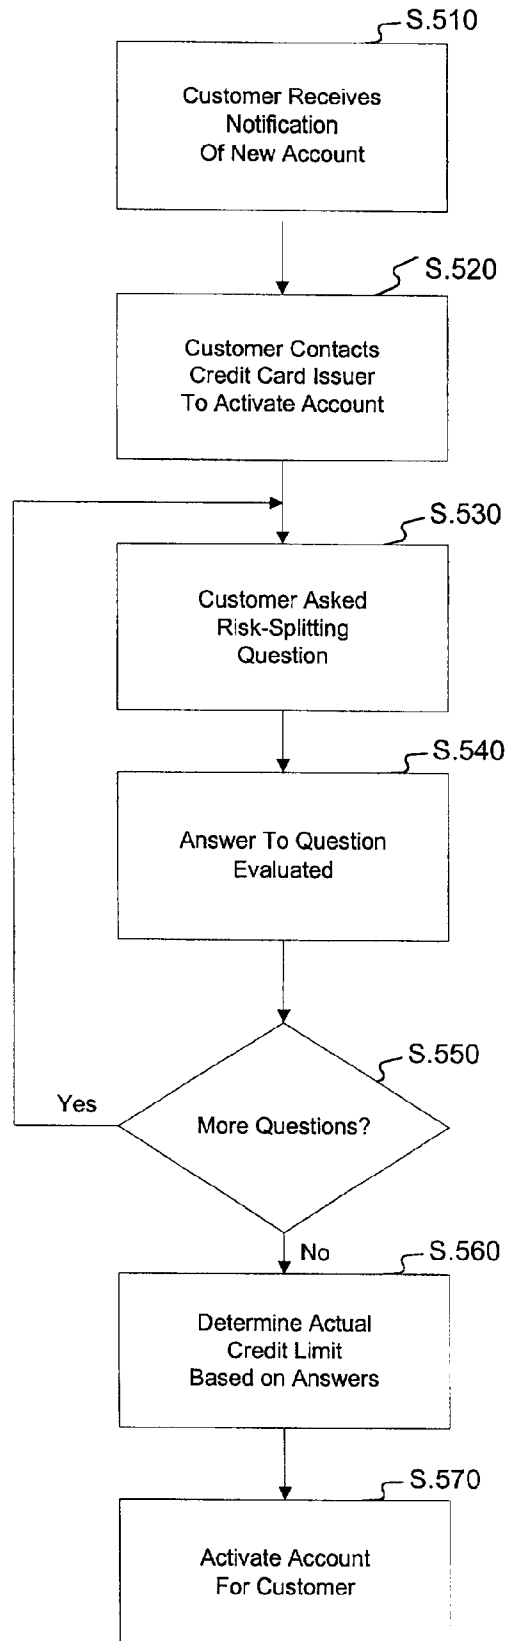 S.510
Customer Receives
Notification
Of New Account
S.520
Customer Contacts
Credit Card Issuer
To Activate Account
S.530
Customer Asked
Risk-Splitting
Question
S.540
Answer To Question
Evaluated
S.550
Yes
More Questions?
No
S.560
Determine Actual
Credit Limit
Based on Answers
S.570
Activate Account
For Customer